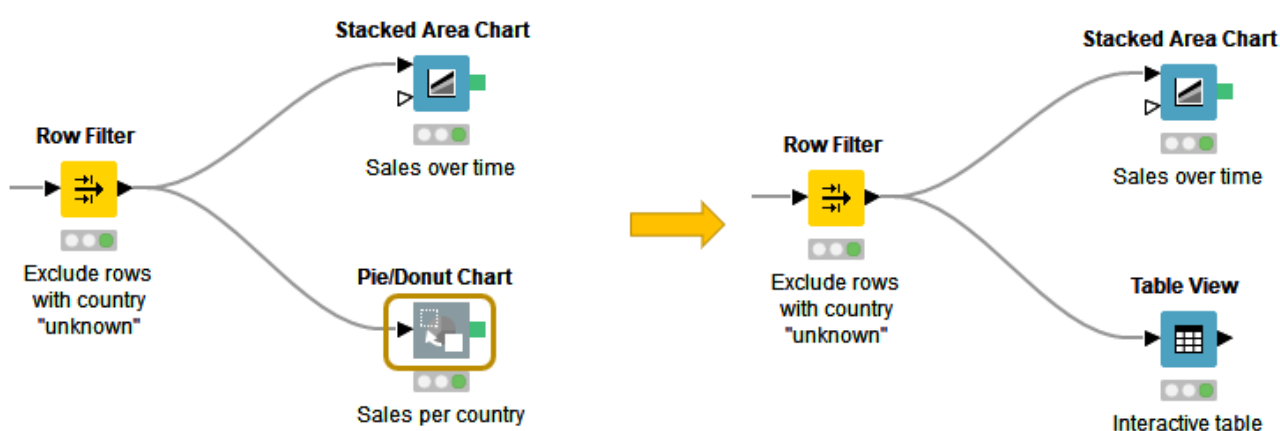 Stacked Area Chart
Sales over time
Row Filter
Exclude rows
with country
"unknown"
Pie/Donut Chart
Sales per country
Stacked Area Chart
Sales over time
Row Filter
Exclude rows
with country
"unknown"
Table View
Interactive table